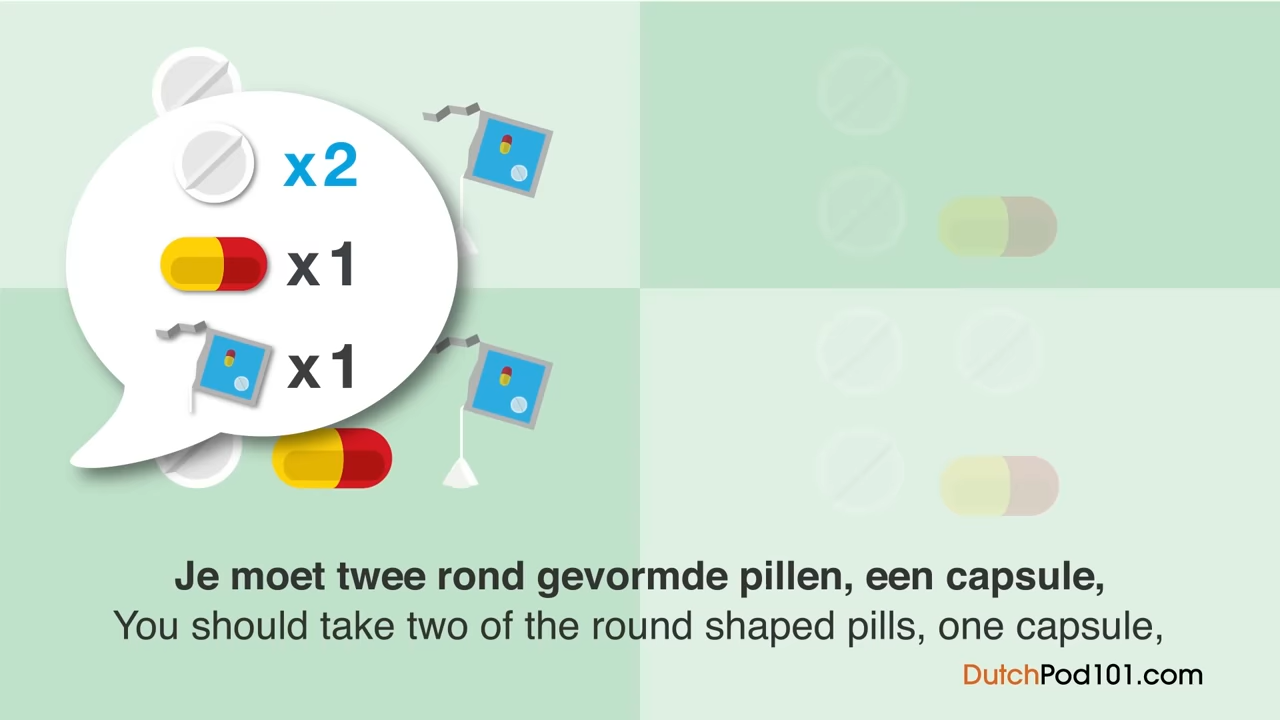 x2
x1
x1
Je moet twee rond gevormde pillen, een capsule,
You should take two of the round shaped pills, one capsule,
DutchPod101.com